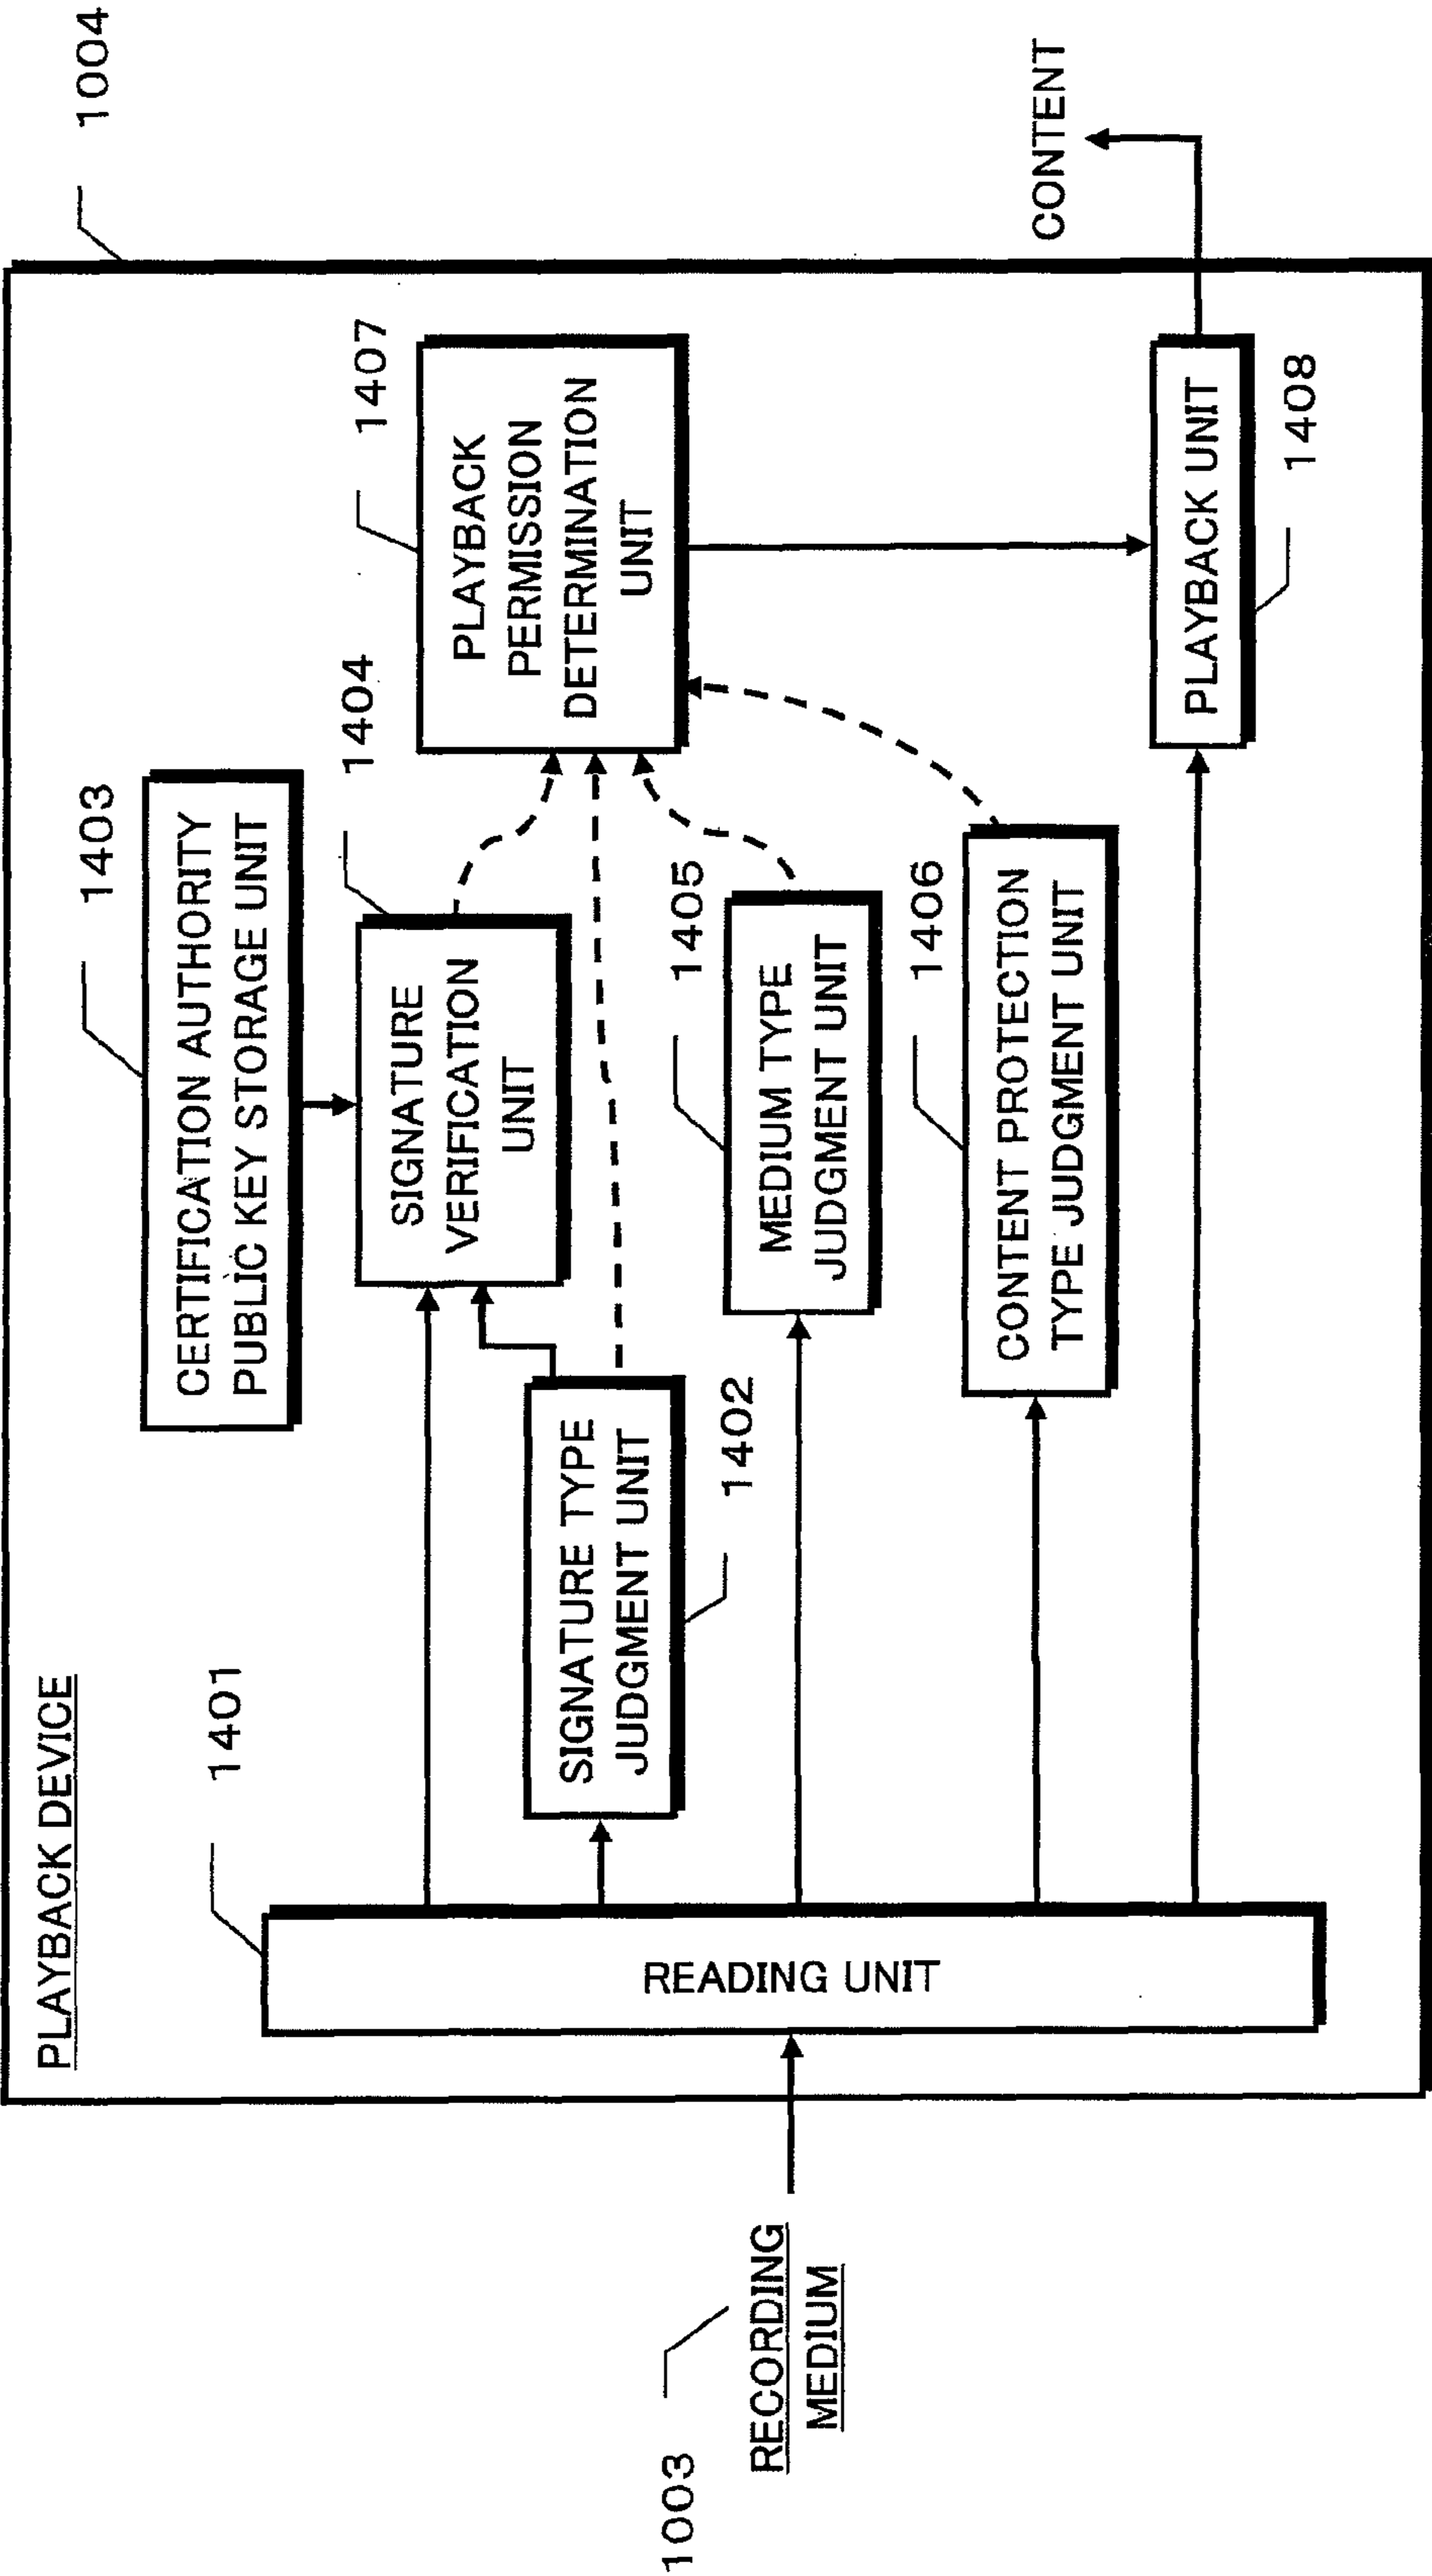 PLAYBACK DEVICE
1004
1003
RECORDING
MEDIUM
1401
READING UNIT
1403
CERTIFICATION AUTHORITY
PUBLIC KEY STORAGE UNIT
1404
SIGNATURE
VERIFICATION
UNIT
SIGNATURE TYPE
JUDGMENT UNIT
1402
1405
MEDIUM TYPE
JUDGMENT UNIT
1406
CONTENT PROTECTION
TYPE JUDGMENT UNIT
1407
PLAYBACK
PERMISSION
DETERMINATION
UNIT
PLAYBACK UNIT
1408
CONTENT